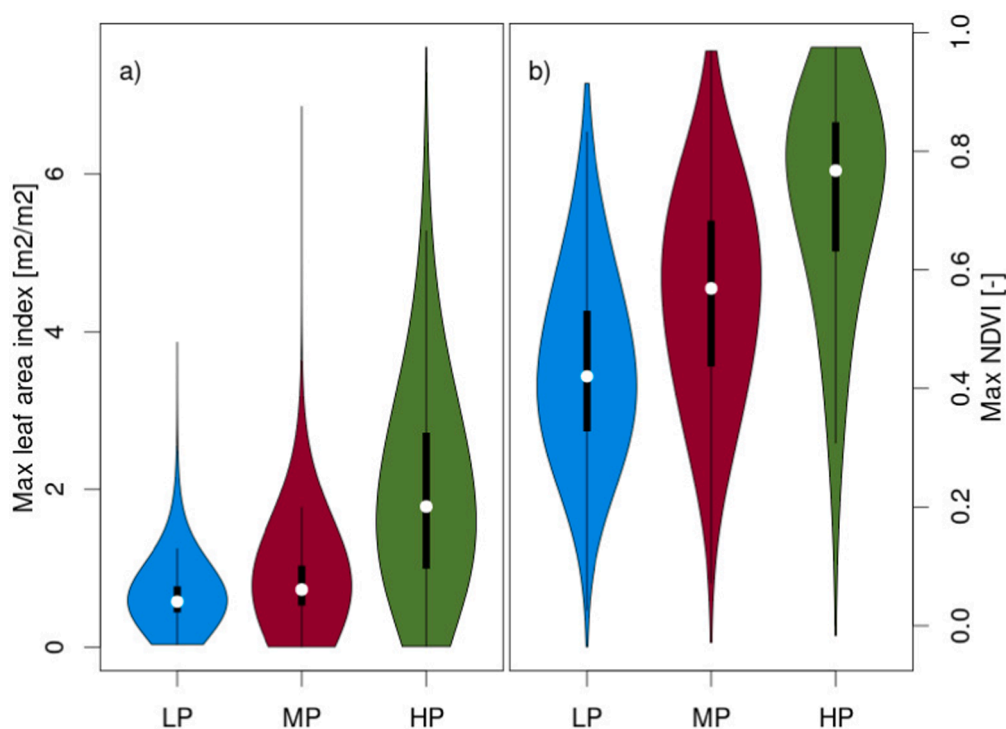 a)
b)
Max leaf area index [m2/m2]
0
2
4
6
LP
MP
HP
LP
MP
HP
0.0
0.2
0.4
0.6
0.8
1.0
Max NDVI [-]